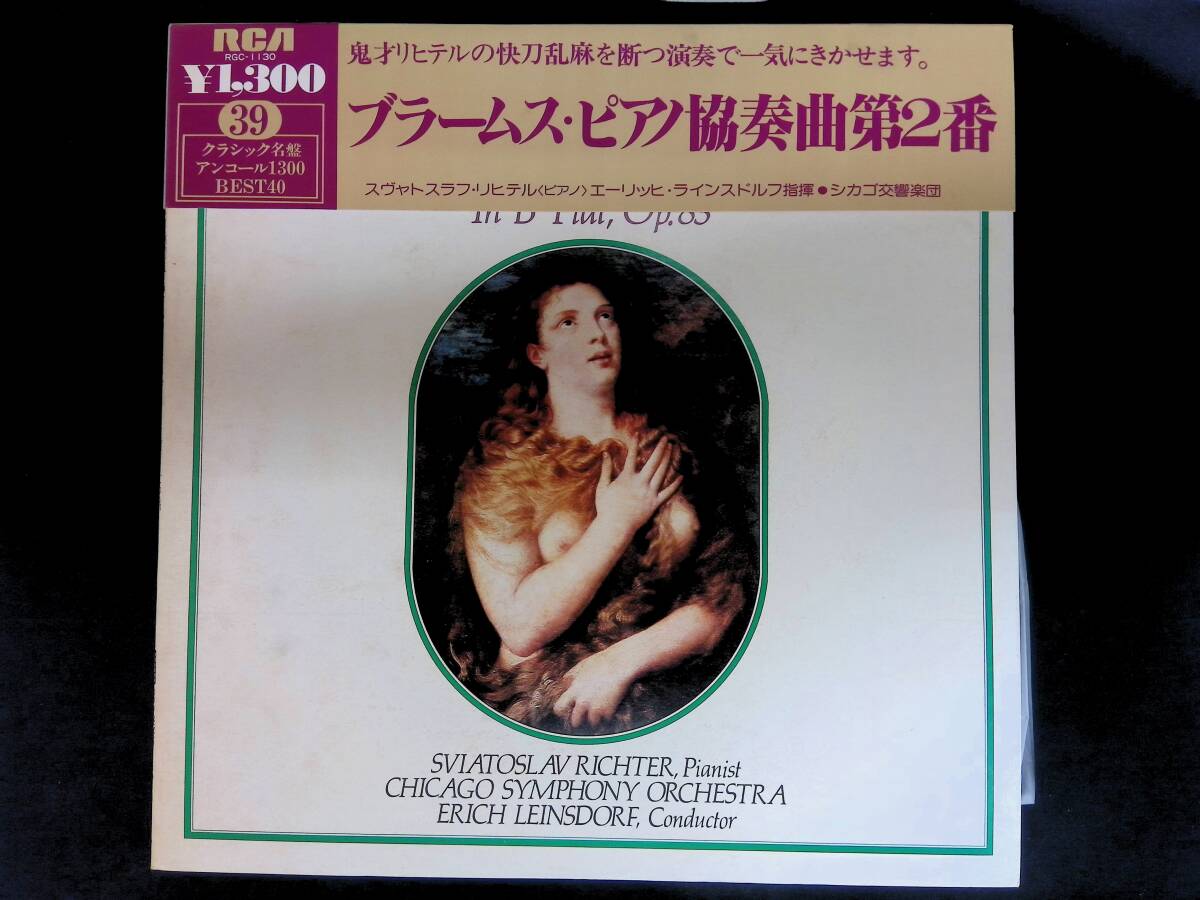 RCA
RGC-1130
¥1,300
39
クラシック名盤
アンコール1300
BEST40
鬼才リヒテルの快刀乱麻を断つ演奏で一気にきかせます。
ブラームス・ピアノ協奏曲第2番
スヴャトスラフ・リヒテル〈ピアノ〉エーリッヒ・ラインスドルフ指揮●シカゴ交響楽団
In B Flat, Op.83
SVIATOSLAV RICHTER, Pianist
CHICAGO SYMPHONY ORCHESTRA
ERICH LEINSDORF, Conductor